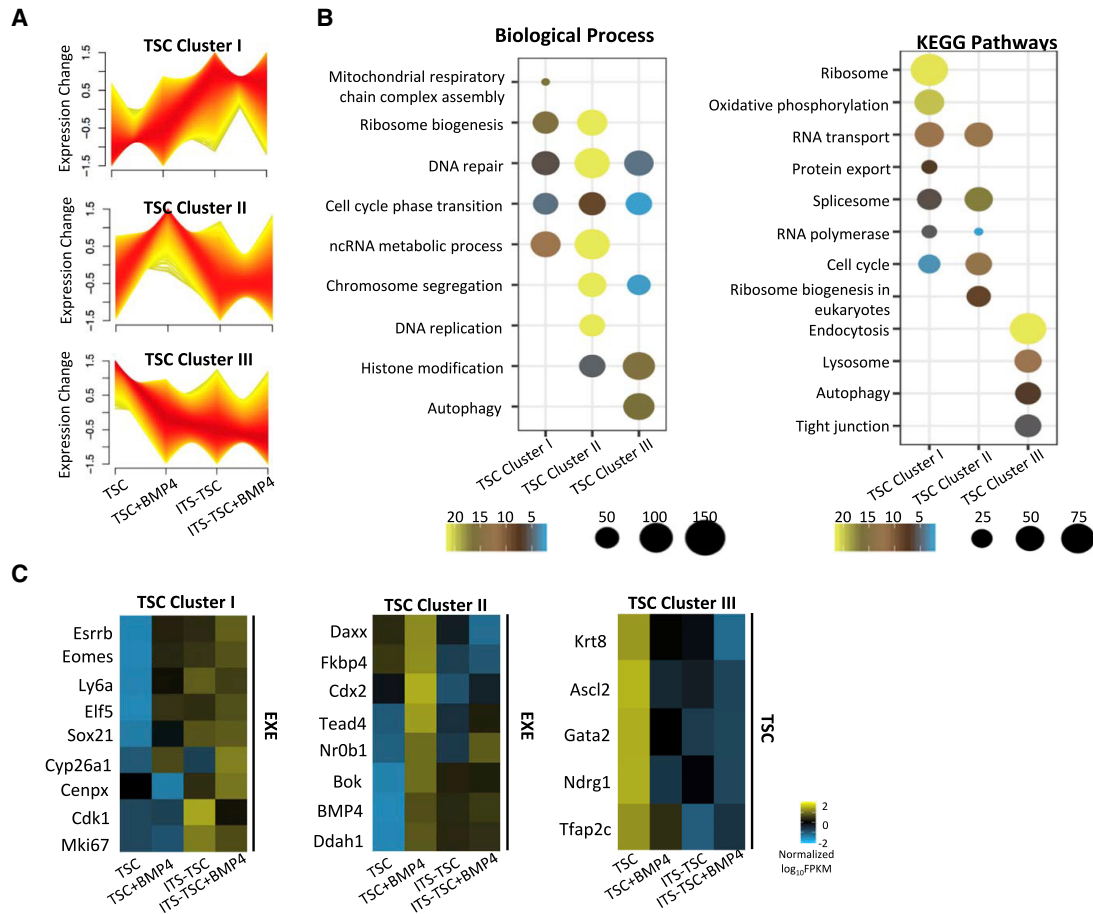 A
TSC Cluster I
Expression Change
1.5
0.5
−0.5
−1.5
TSC Cluster II
Expression Change
1.5
0.5
−0.5
−1.5
TSC Cluster III
Expression Change
1.5
0.5
−0.5
−1.5
TSC
TSC+BMP4
ITS-TSC
ITS-TSC+BMP4
B
Biological Process
Mitochondrial respiratory
chain complex assembly
Ribosome biogenesis
DNA repair
Cell cycle phase transition
ncRNA metabolic process
Chromosome segregation
DNA replication
Histone modification
Autophagy
TSC Cluster I
TSC Cluster II
TSC Cluster III
20 15 10 5
50 100 150
KEGG Pathways
Ribosome
Oxidative phosphorylation
RNA transport
Protein export
Splicesome
RNA polymerase
Cell cycle
Ribosome biogenesis in
eukaryotes
Endocytosis
Lysosome
Autophagy
Tight junction
TSC Cluster I
TSC Cluster II
TSC Cluster III
20 15 10 5
25 50 75
C
TSC Cluster I
Esrrb
Eomes
Ly6a
Elf5
Sox21
Cyp26a1
Cenpx
Cdk1
Mki67
EXE
TSC
TSC+BMP4
ITS-TSC
ITS-TSC+BMP4
TSC Cluster II
Daxx
Fkbp4
Cdx2
Tead4
Nr0b1
Bok
BMP4
Ddah1
EXE
TSC
TSC+BMP4
ITS-TSC
ITS-TSC+BMP4
TSC Cluster III
Krt8
Ascl2
Gata2
Ndrg1
Tfap2c
TSC
TSC
TSC+BMP4
ITS-TSC
ITS-TSC+BMP4
2
0
-2
Normalized
log₁₀FPKM